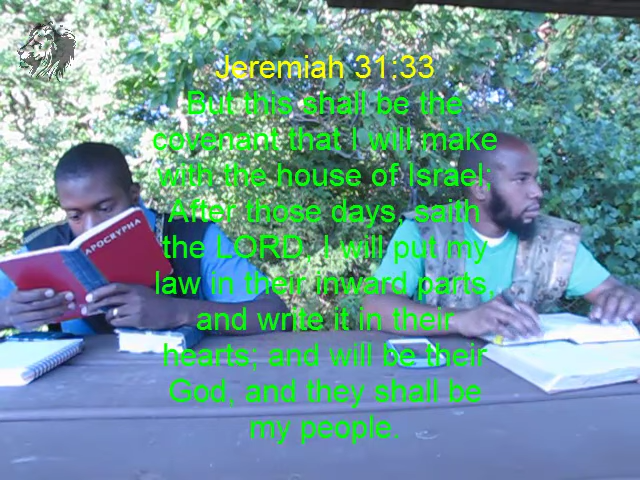 Jeremiah 31:33
But this shall be the
covenant that I will make
with the house of Israel;
After those days, saith
the LORD, I will put my
law in their inward parts,
and write it in their
hearts; and will be their
God, and they shall be
my people.
APOCRYPHA